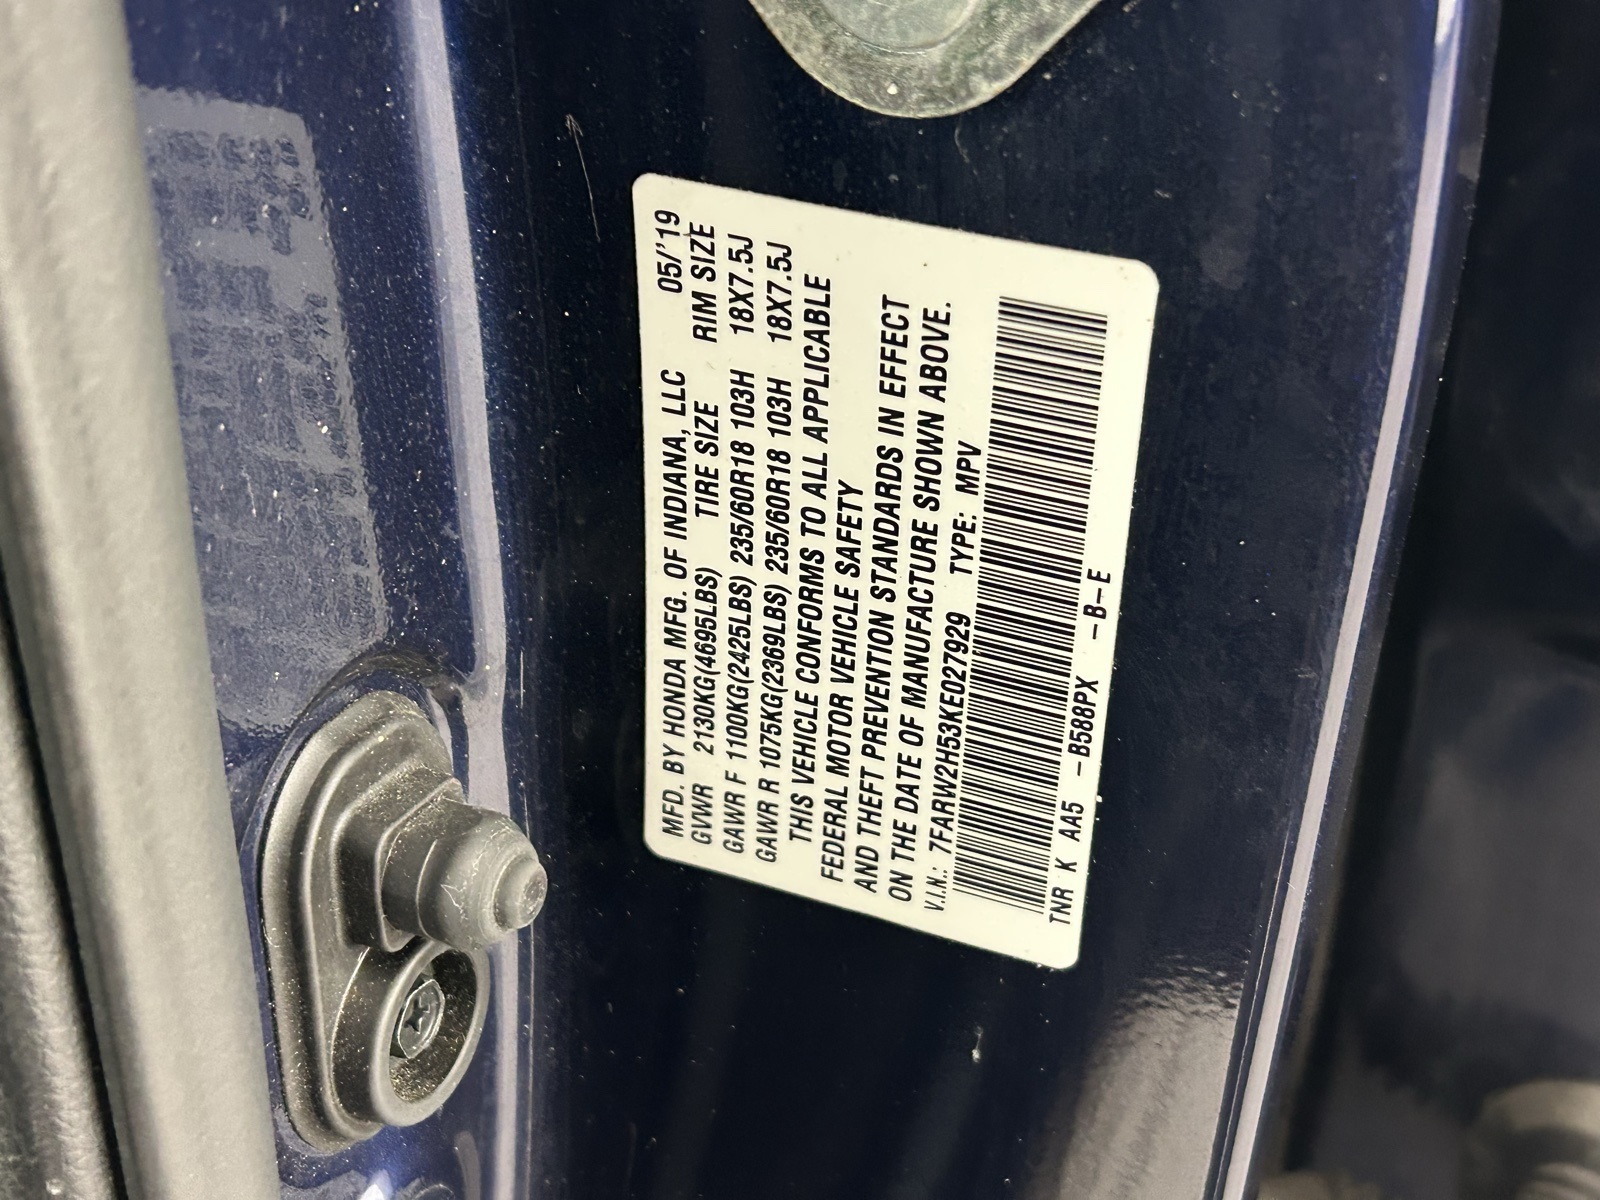 MFD. BY HONDA MFG. OF INDIANA, LLC 05/'19
GVWR 2130KG(4695LBS) TIRE SIZE RIM SIZE
GAWR F 1100KG(2425LBS) 235/60R18 103H 18X7.5J
GAWR R 1075KG(2369LBS) 235/60R18 103H 18X7.5J
THIS VEHICLE CONFORMS TO ALL APPLICABLE
FEDERAL MOTOR VEHICLE SAFETY
AND THEFT PREVENTION STANDARDS IN EFFECT
ON THE DATE OF MANUFACTURE SHOWN ABOVE.
V.I.N.: 7FARW2H53KE027929 TYPE: MPV
TNR K AA5 -B588PX -B-E